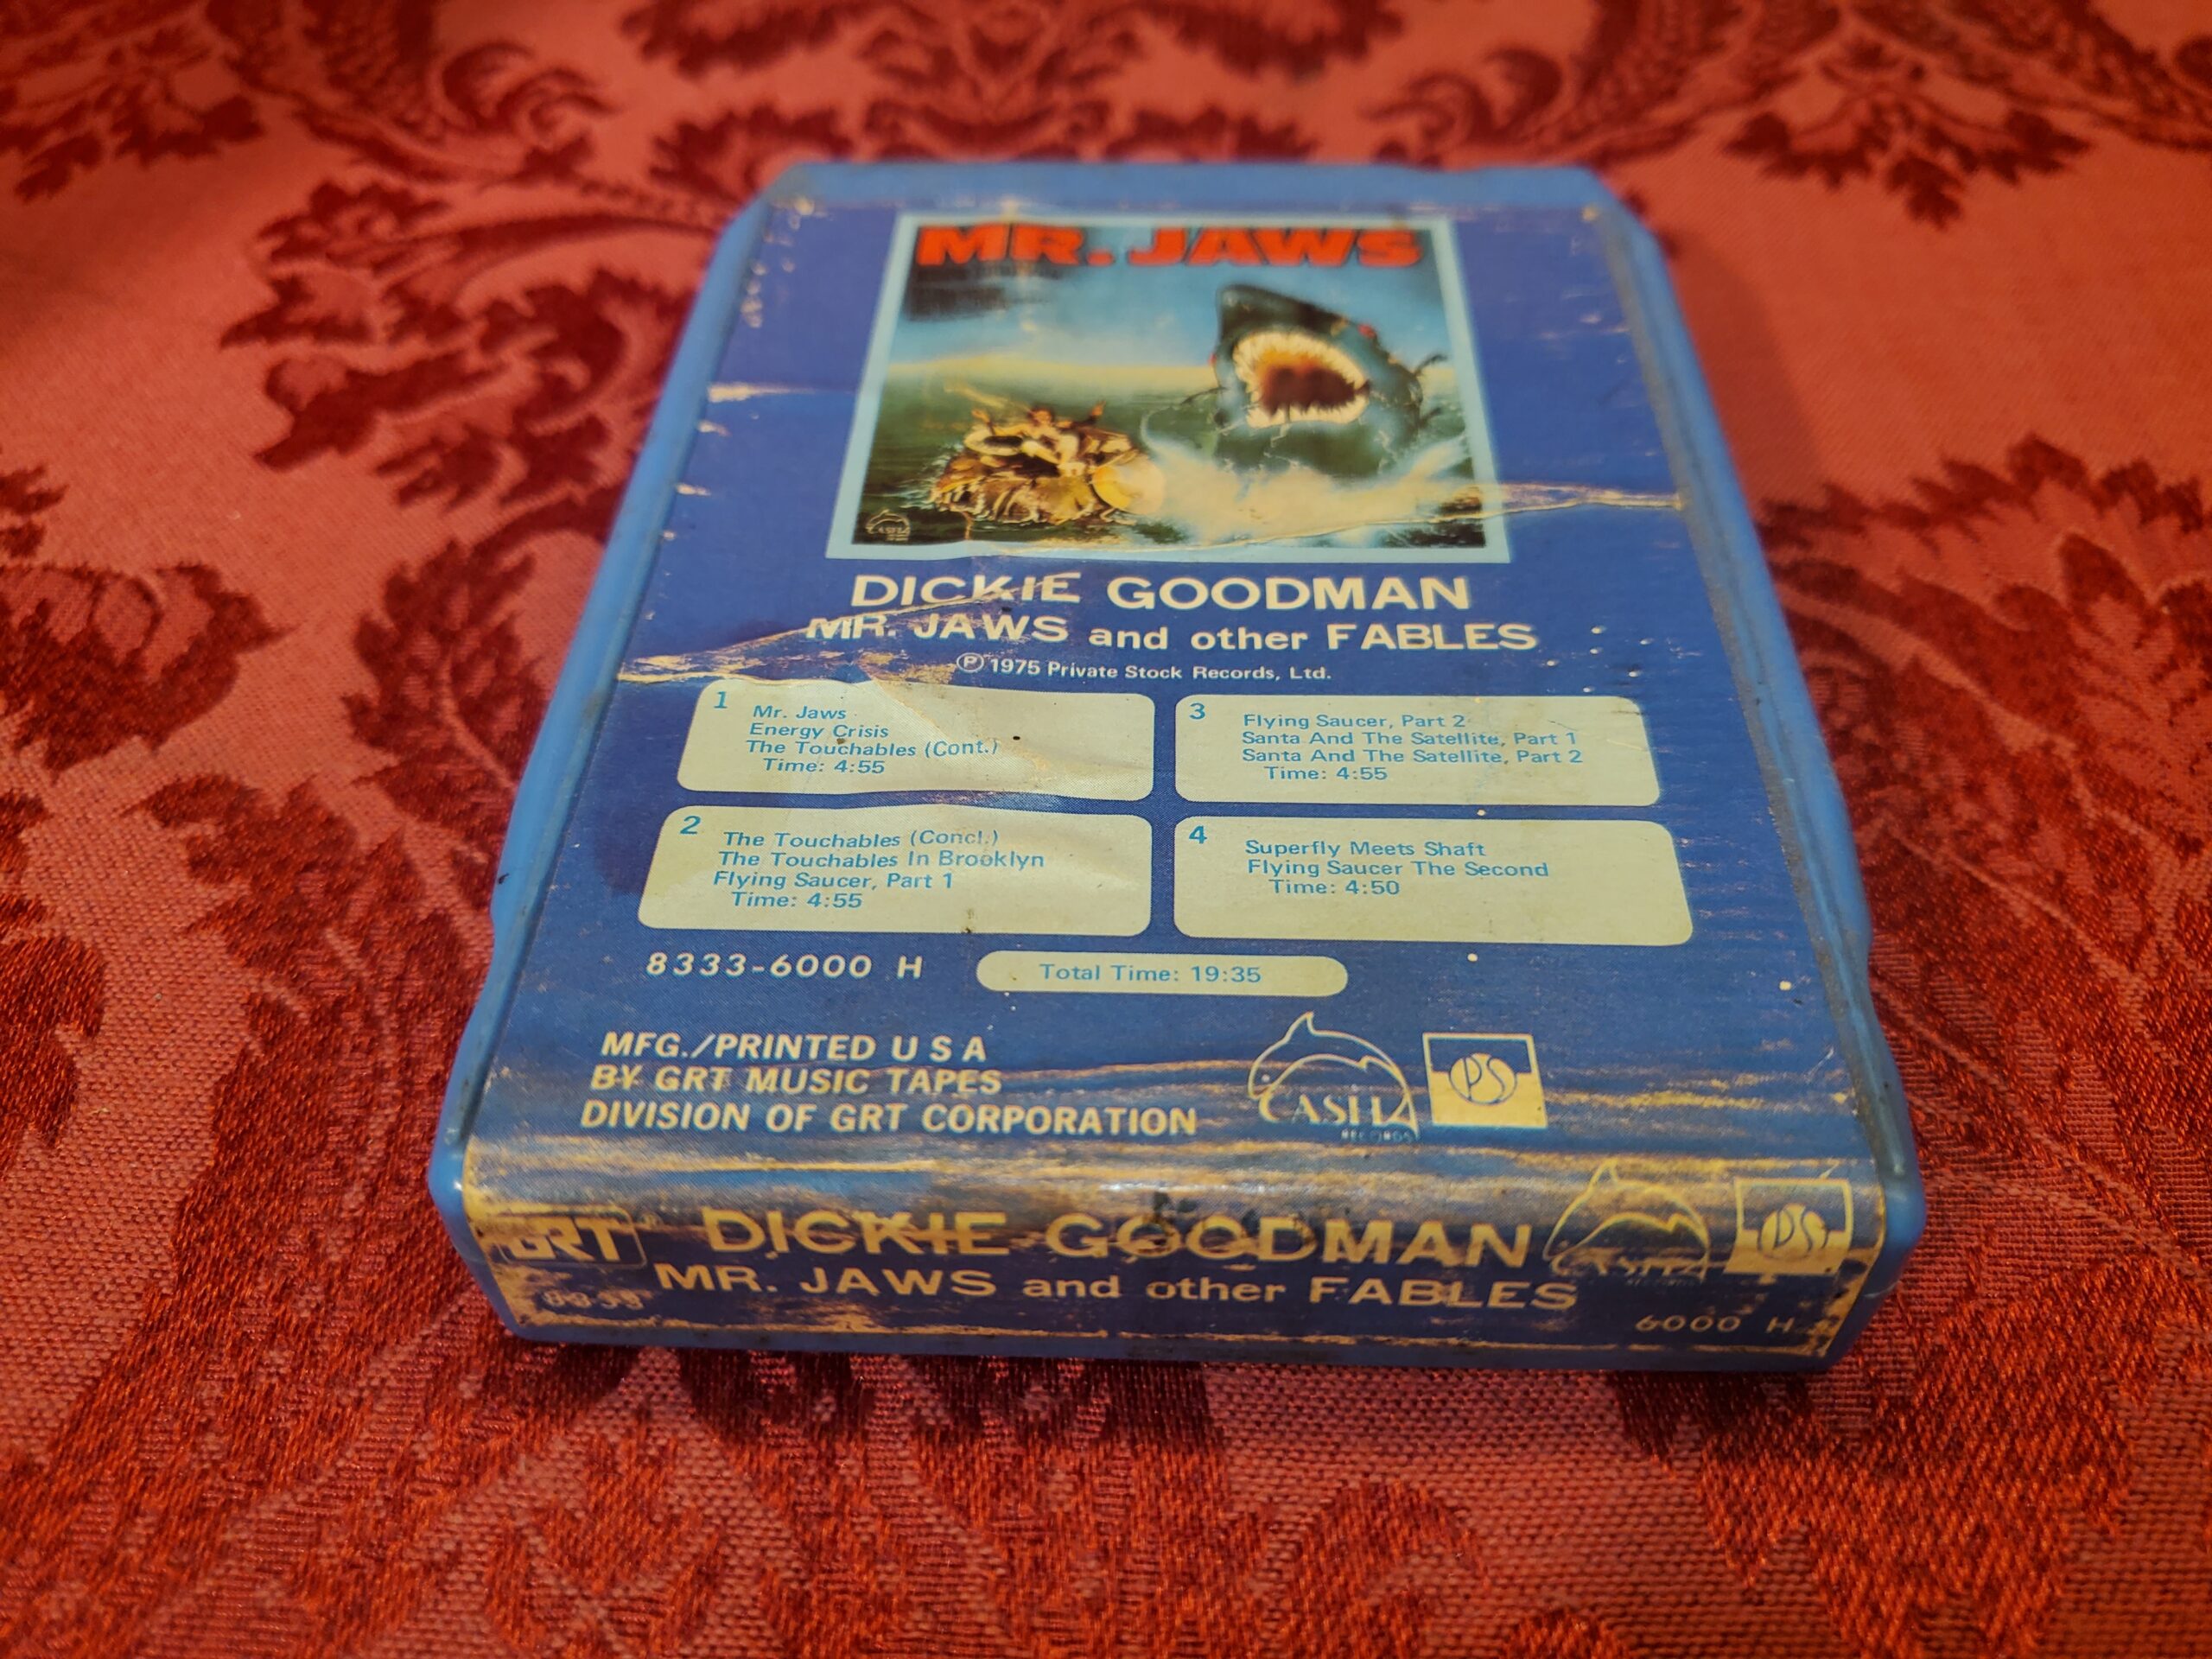 MR. JAWS
DICKIE GOODMAN
MR. JAWS and other FABLES
Ⓟ 1975 Private Stock Records, Ltd.
1
Mr. Jaws
Energy Crisis
The Touchables (Cont.)
Time: 4:55
2
The Touchables (Concl.)
The Touchables In Brooklyn
Flying Saucer, Part 1
Time: 4:55
3
Flying Saucer, Part 2
Santa And The Satellite, Part 1
Santa And The Satellite, Part 2
Time: 4:55
4
Superfly Meets Shaft
Flying Saucer The Second
Time: 4:50
8333-6000 H
Total Time: 19:35
MFG./PRINTED U S A
BY GRT MUSIC TAPES
DIVISION OF GRT CORPORATION
CASH
RECORDS
PS
GRT
DICKIE GOODMAN
MR. JAWS and other FABLES
CASH
PS
8333
6000 H